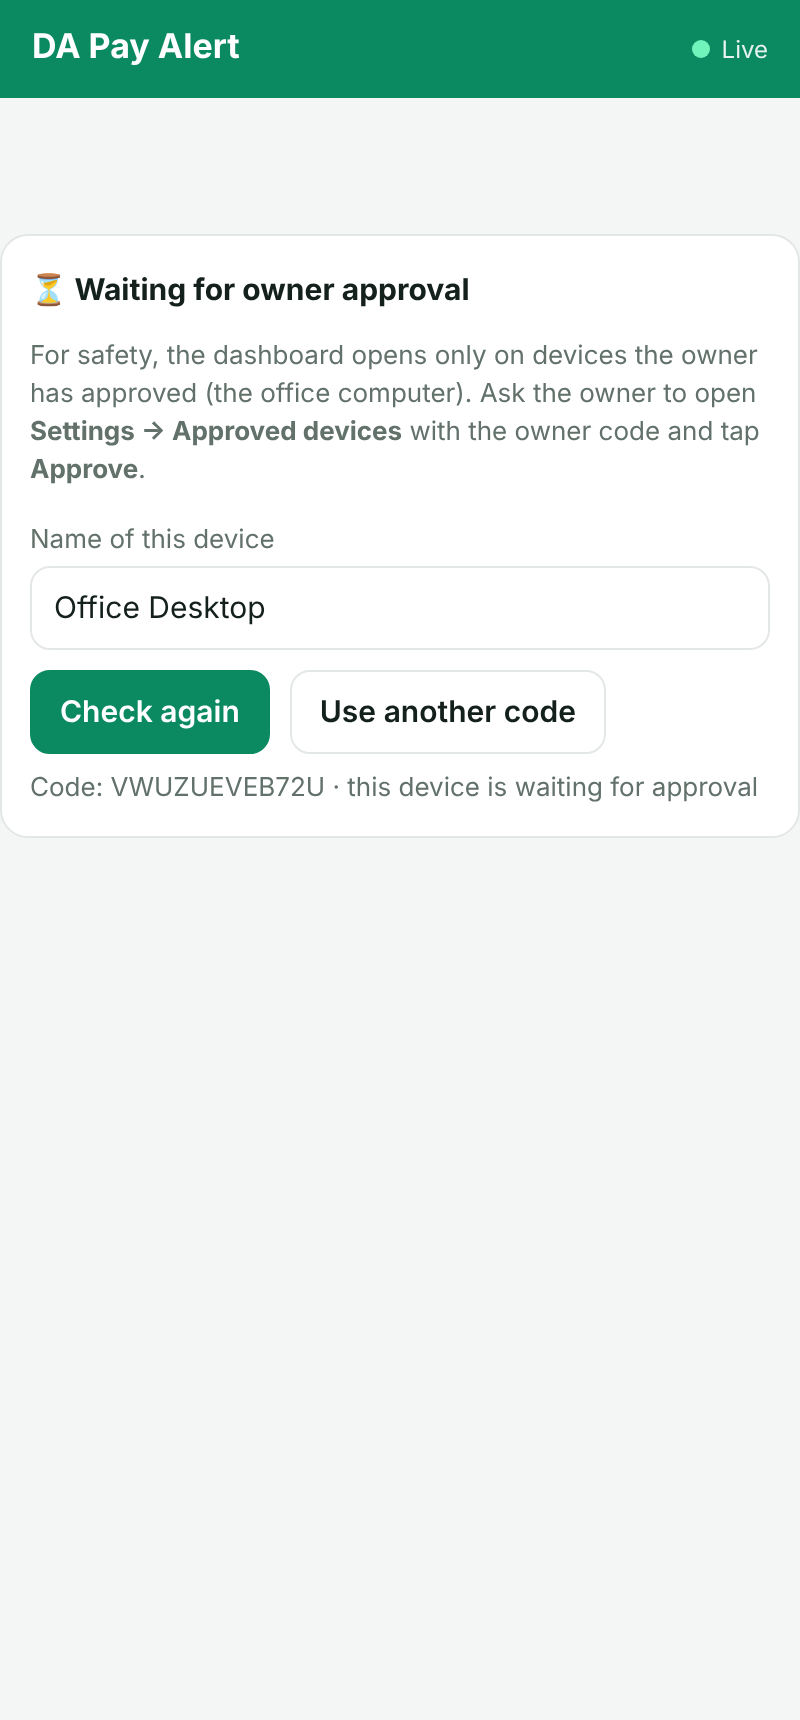 DA Pay Alert
Live
⏳ Waiting for owner approval
For safety, the dashboard opens only on devices the owner
has approved (the office computer). Ask the owner to open
Settings → Approved devices with the owner code and tap
Approve.
Name of this device
Office Desktop
Check again
Use another code
Code: VWUZUEVEB72U · this device is waiting for approval